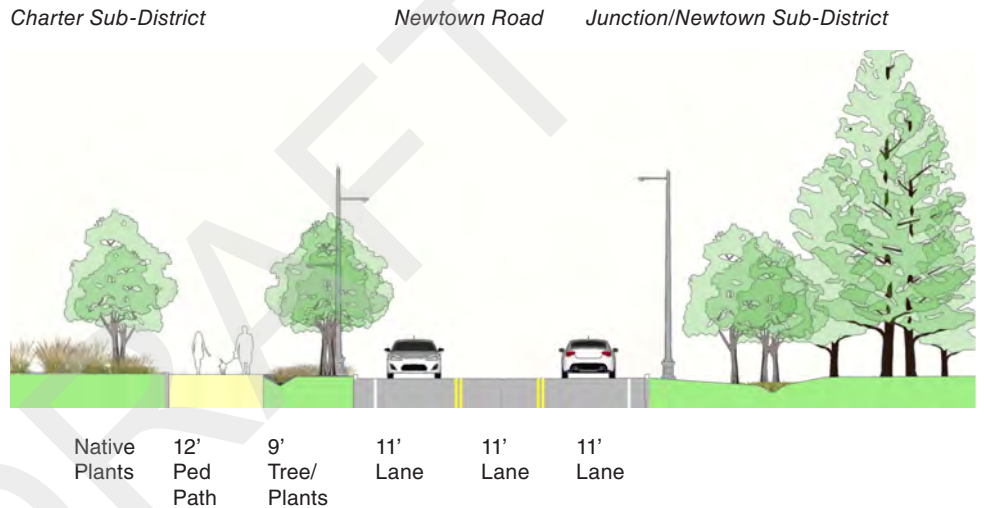 Charter Sub-District Newtown Road Junction/Newtown Sub-District
DRAFT
Native 12’ 9’ 11’ 11’ 11’
Plants Ped Tree/ Lane Lane Lane
Path Plants